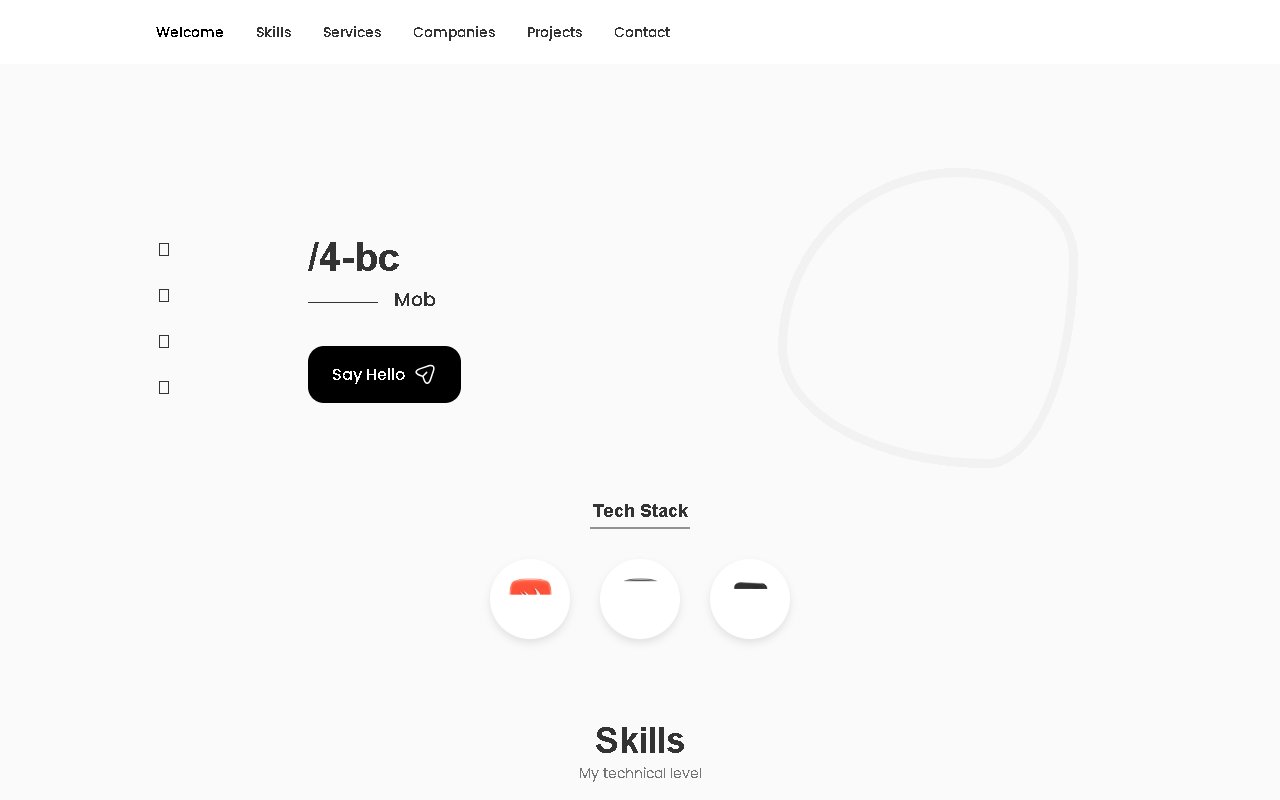 Welcome Skills Services Companies Projects Contact
/4-bc
Mob
Say Hello
Tech Stack
Skills
My technical level